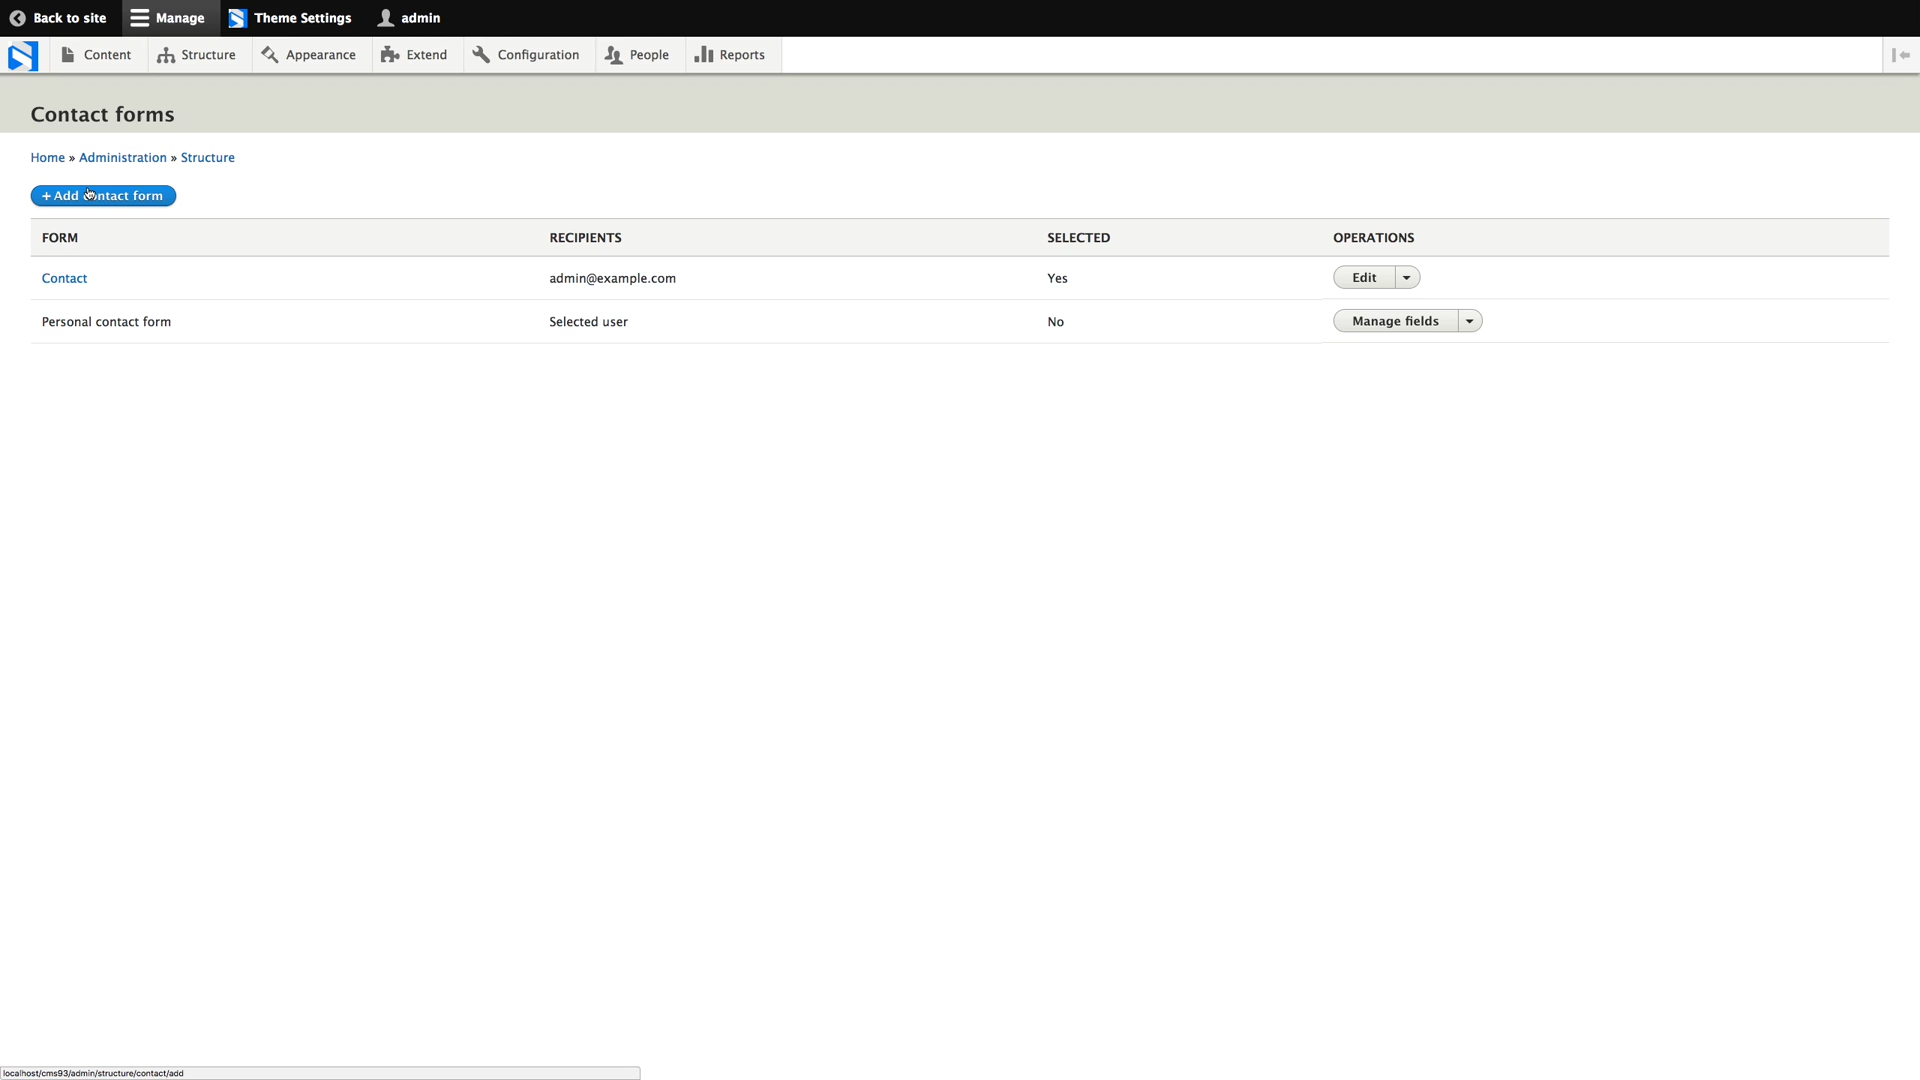 Back to site Manage Theme Settings admin
Content Structure Appearance Extend Configuration People Reports
Contact forms
Home » Administration » Structure
+ Add contact form
FORM RECIPIENTS SELECTED OPERATIONS
Contact admin@example.com Yes Edit
Personal contact form Selected user No Manage fields
localhost/cms93/admin/structure/contact/add